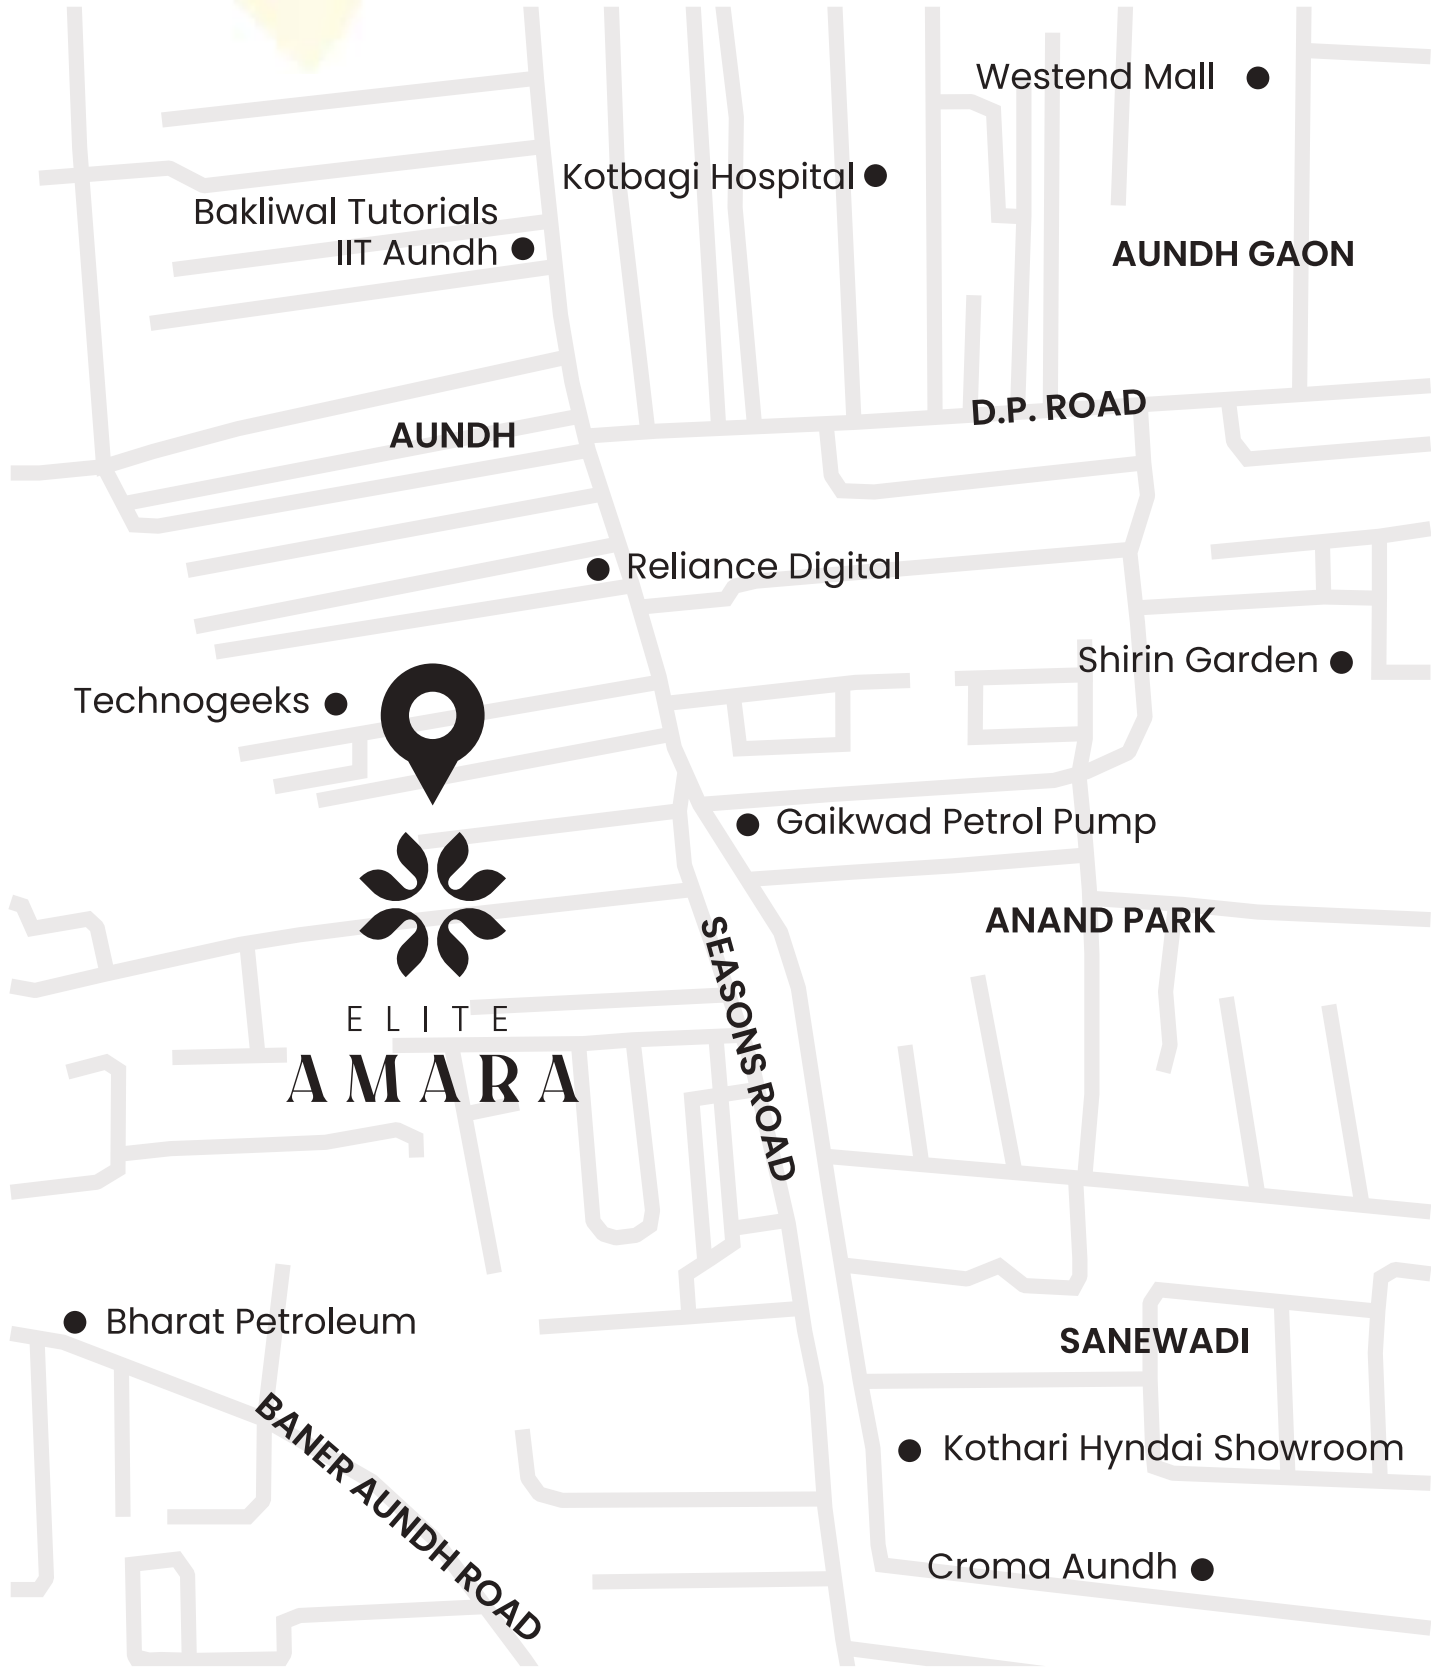 Westend Mall
Kotbagi Hospital
Bakliwal Tutorials
IIT Aundh
AUNDH GAON
D.P. ROAD
AUNDH
Reliance Digital
Shirin Garden
Technogeeks
Gaikwad Petrol Pump
ANAND PARK
SEASONS ROAD
ELITE
AMARA
Bharat Petroleum
SANEWADI
BANER AUNDH ROAD
Kothari Hyndai Showroom
Croma Aundh